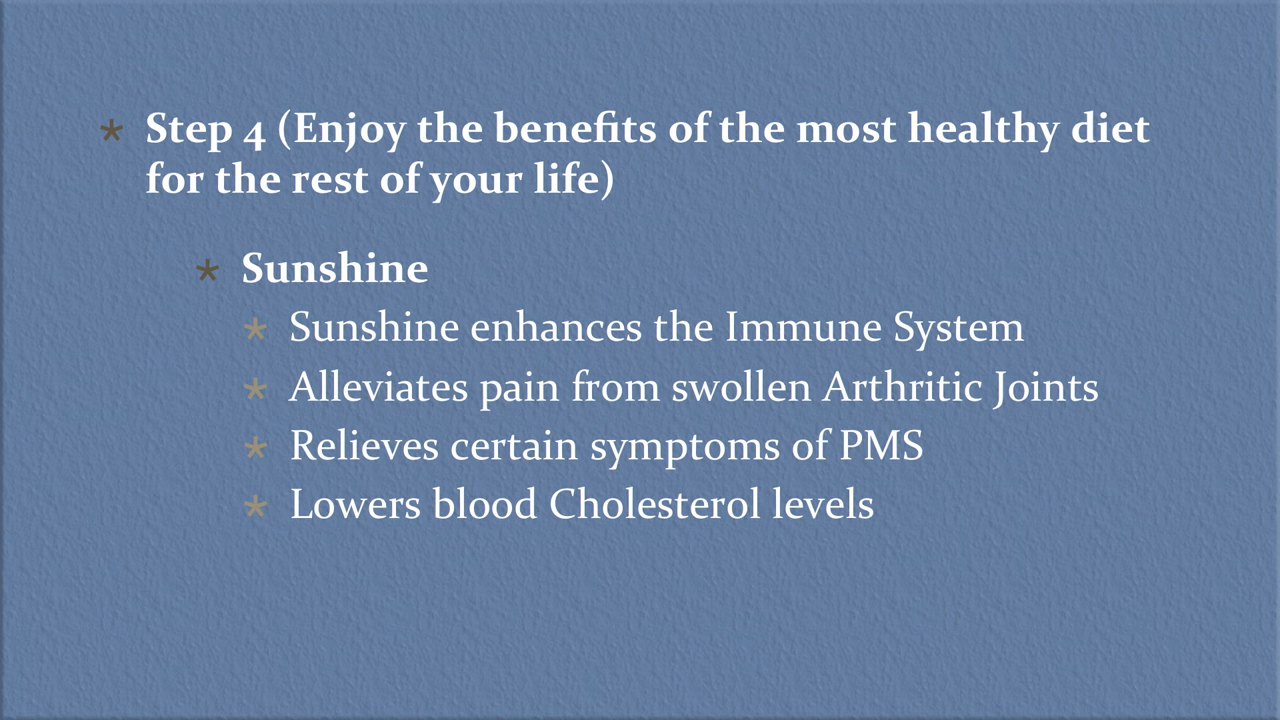 * Step 4 (Enjoy the benefits of the most healthy diet
for the rest of your life)
* Sunshine
* Sunshine enhances the Immune System
* Alleviates pain from swollen Arthritic Joints
* Relieves certain symptoms of PMS
* Lowers blood Cholesterol levels